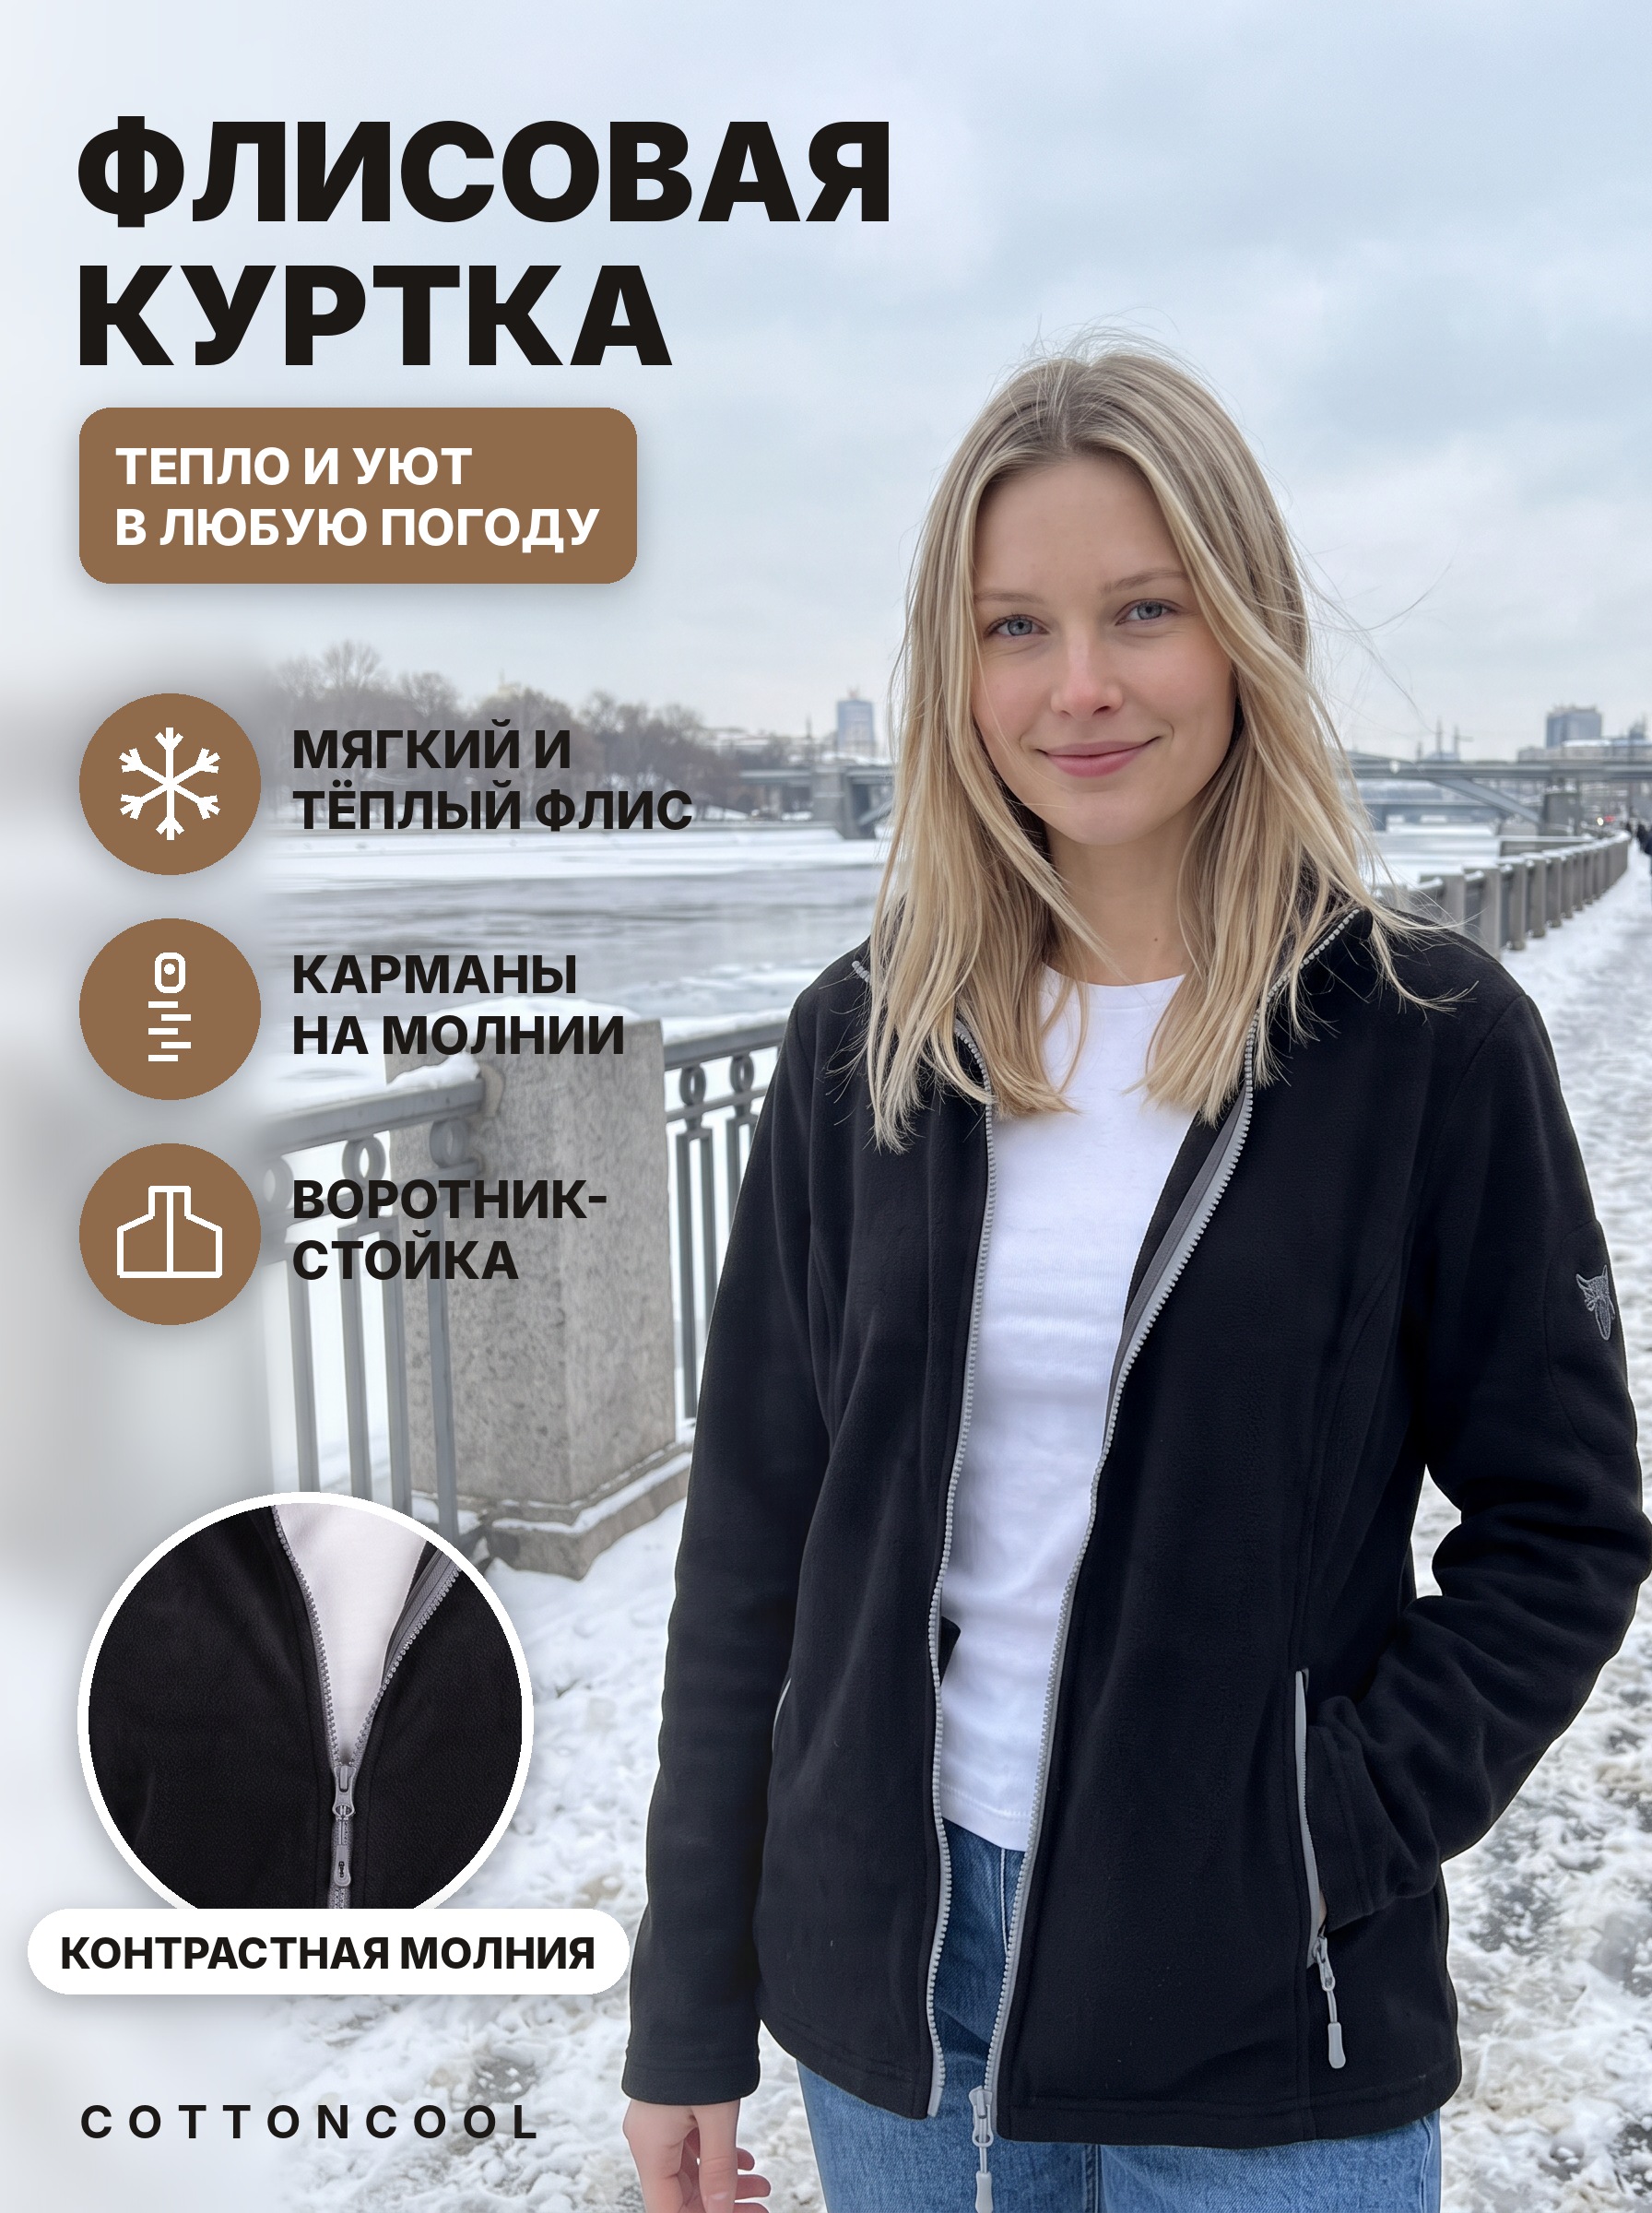 ФЛИСОВАЯ
КУРТКА
ТЕПЛО И УЮТ
В ЛЮБУЮ ПОГОДУ
МЯГКИЙ И
ТЁПЛЫЙ ФЛИС
КАРМАНЫ
НА МОЛНИИ
ВОРОТНИК-
СТОЙКА
КОНТРАСТНАЯ МОЛНИЯ
COTTONCOOL